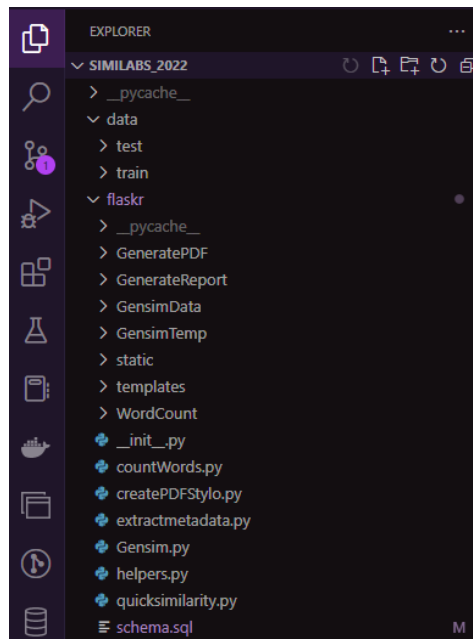 EXPLORER
SIMILABS_2022
__pycache__
data
test
train
flaskr
__pycache__
GeneratePDF
GenerateReport
GensimData
GensimTemp
static
templates
WordCount
__init__.py
countWords.py
createPDFStylo.py
extractmetadata.py
Gensim.py
helpers.py
quicksimilarity.py
schema.sql M
1